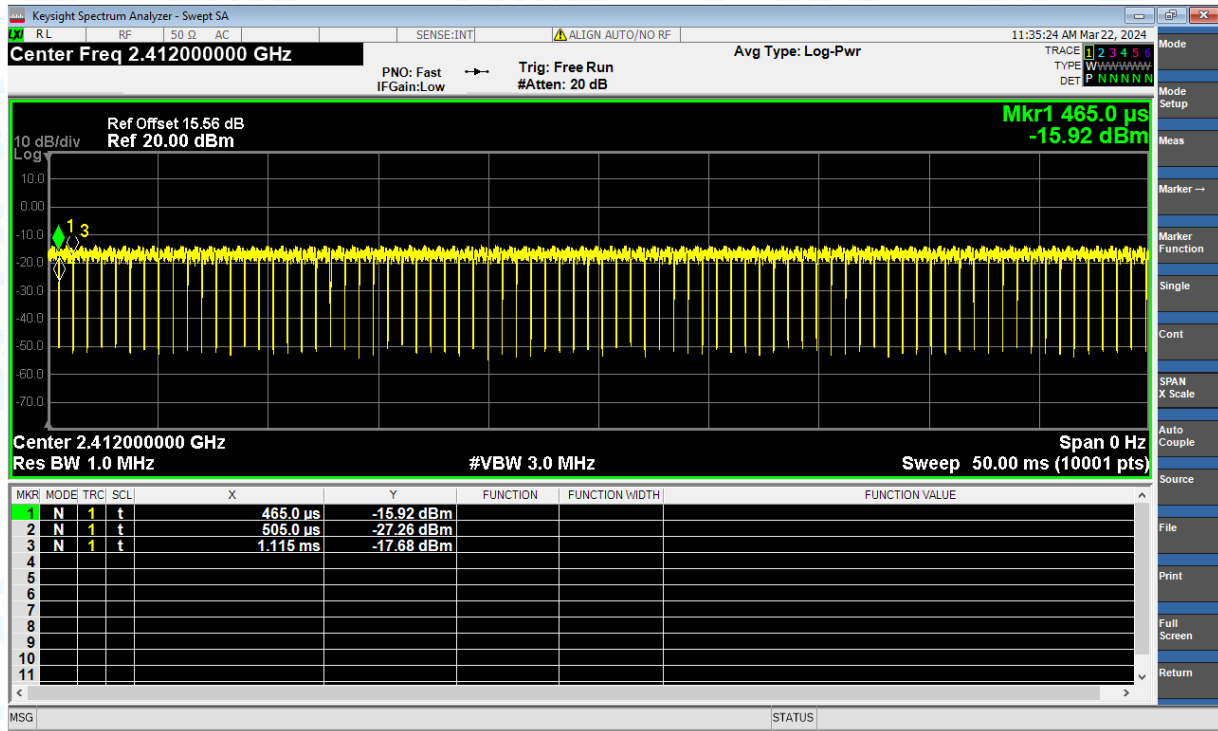 Keysight Spectrum Analyzer - Swept SA
LXI RL RF 50 Ω AC SENSE:INT ALIGN AUTO/NO RF 11:35:24 AM Mar 22, 2024
Center Freq 2.412000000 GHz Avg Type: Log-Pwr TRACE 1 2 3 4 5 6
PNO: Fast Trig: Free Run TYPE WWWWWW
IFGain:Low #Atten: 20 dB DET P N N N N N
Mkr1 465.0 µs
-15.92 dBm
Ref Offset 15.56 dB
10 dB/div Ref 20.00 dBm
Log
10.0
0.00
-10.0
-20.0
-30.0
-40.0
-50.0
-60.0
-70.0
1 3
Center 2.412000000 GHz Span 0 Hz
Res BW 1.0 MHz #VBW 3.0 MHz Sweep 50.00 ms (10001 pts)
MKR MODE TRC SCL X Y FUNCTION FUNCTION WIDTH FUNCTION VALUE
1 N 1 t 465.0 µs -15.92 dBm
2 N 1 t 505.0 µs -27.26 dBm
3 N 1 t 1.115 ms -17.68 dBm
4
5
6
7
8
9
10
11
MSG STATUS
Mode
Mode
Setup
Meas
Marker →
Marker
Function
Single
Cont
SPAN
X Scale
Auto
Couple
Source
File
Print
Full
Screen
Return